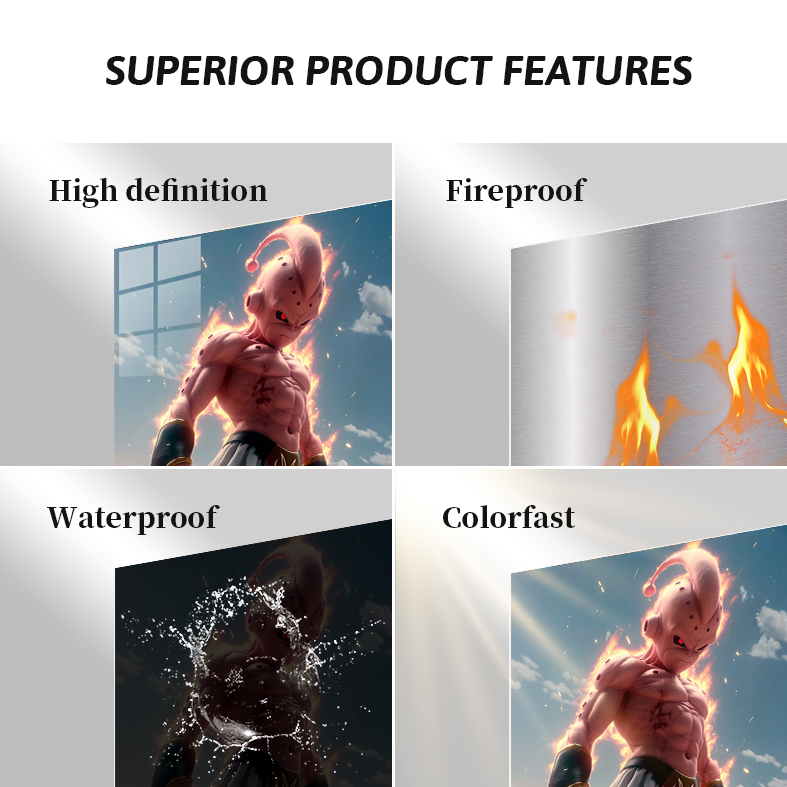 SUPERIOR PRODUCT FEATURES
High definition
Fireproof
Waterproof
Colorfast